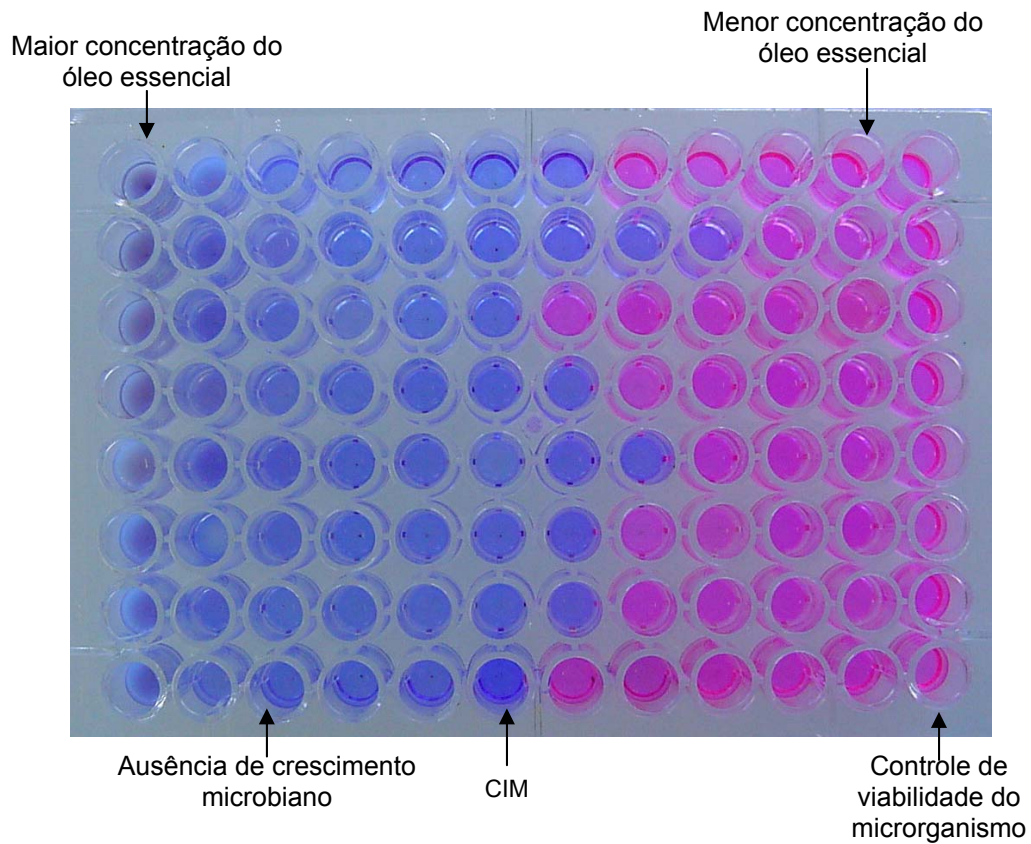 Maior concentração do
óleo essencial
Menor concentração do
óleo essencial
Ausência de crescimento
microbiano
CIM
Controle de
viabilidade do
microrganismo